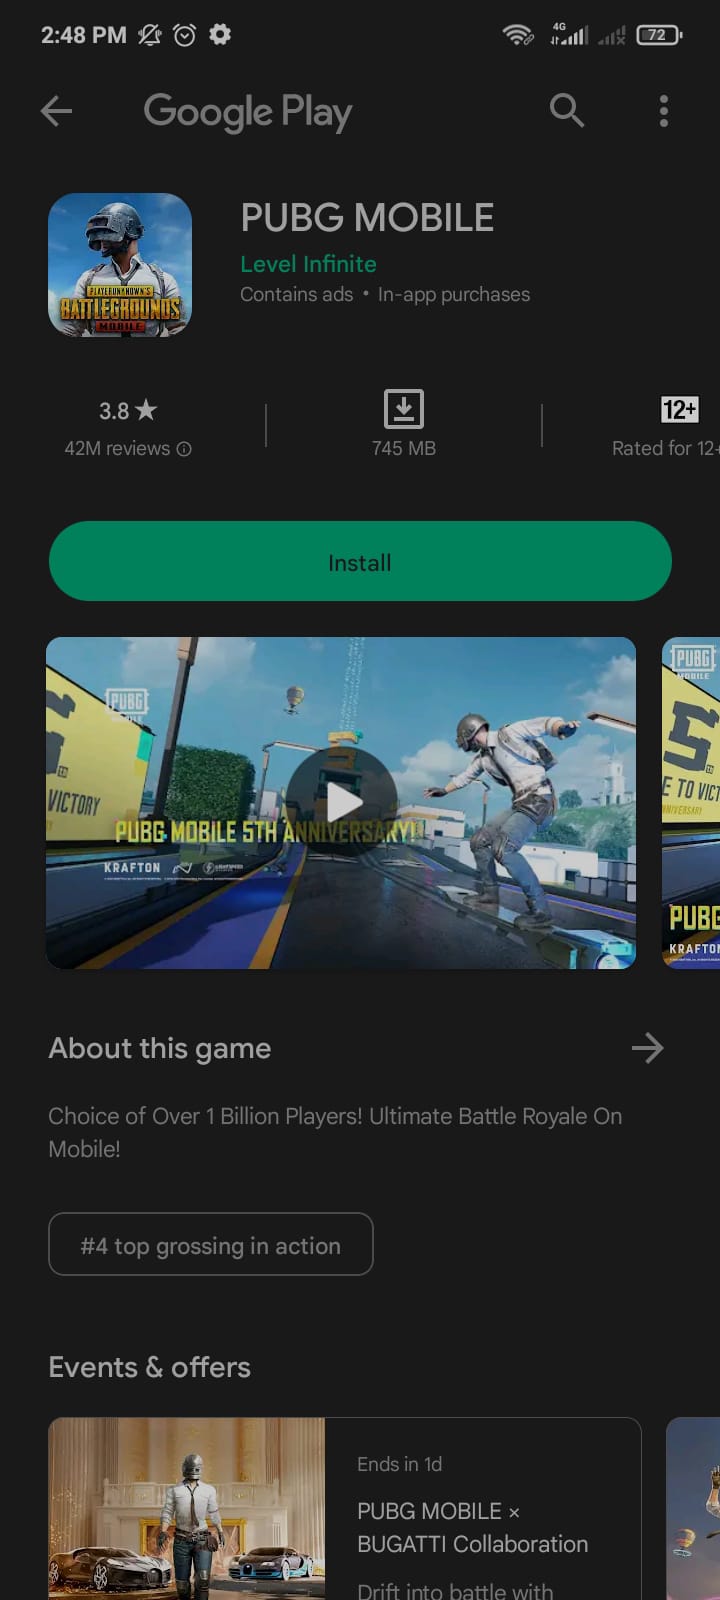 2:48 PM
4G
72
Google Play
PUBG MOBILE
Level Infinite
Contains ads • In-app purchases
PLAYERUNKNOWN'S
BATTLEGROUNDS
MOBILE
3.8 ★
42M reviews
745 MB
12+
Rated for 12+
Install
PUBG
MOBILE
VICTORY
PUBG MOBILE 5TH ANNIVERSARY!
KRAFTON
PUBG
MOBILE
E TO VICT
NNIVERSARY
PUBG
KRAFTON
About this game
Choice of Over 1 Billion Players! Ultimate Battle Royale On
Mobile!
#4 top grossing in action
Events & offers
Ends in 1d
PUBG MOBILE ×
BUGATTI Collaboration
Drift into battle with